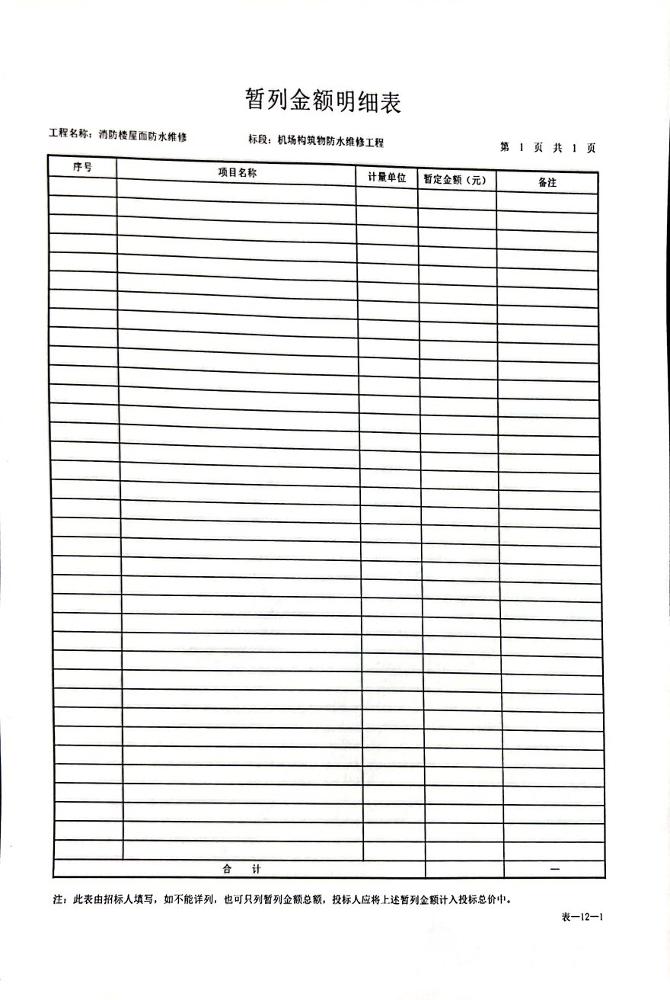 暂列金额明细表
工程名称：消防楼屋面防水维修 标段：机场构筑物防水维修工程 第 1 页 共 1 页
序号 项目名称 计量单位 暂定金额（元） 备注
合 计 —
注：此表由招标人填写，如不能详列，也可只列暂列金额总额，投标人应将上述暂列金额计入投标总价中。
表—12—1